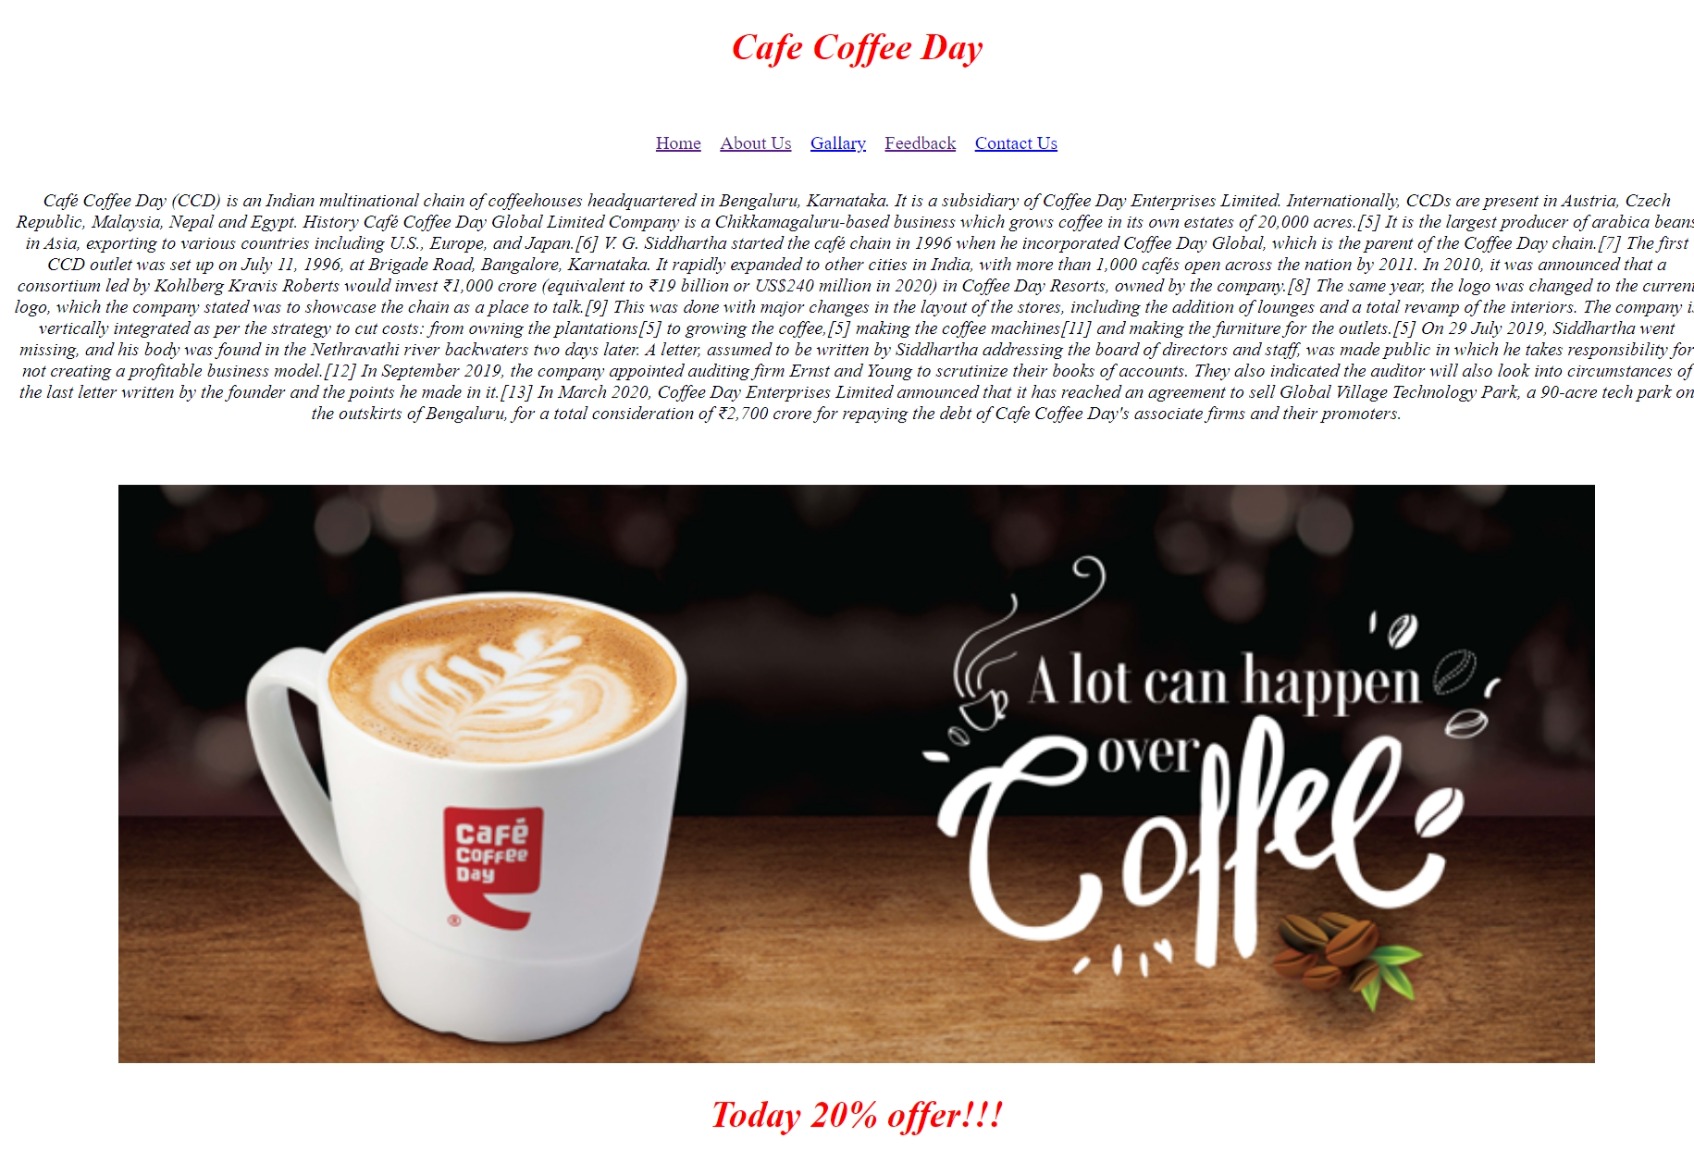 Cafe Coffee Day
Home About Us Gallary Feedback Contact Us
Café Coffee Day (CCD) is an Indian multinational chain of coffeehouses headquartered in Bengaluru, Karnataka. It is a subsidiary of Coffee Day Enterprises Limited. Internationally, CCDs are present in Austria, Czech
Republic, Malaysia, Nepal and Egypt. History Café Coffee Day Global Limited Company is a Chikkamagaluru-based business which grows coffee in its own estates of 20,000 acres.[5] It is the largest producer of arabica beans
in Asia, exporting to various countries including U.S., Europe, and Japan.[6] V. G. Siddhartha started the café chain in 1996 when he incorporated Coffee Day Global, which is the parent of the Coffee Day chain.[7] The first
CCD outlet was set up on July 11, 1996, at Brigade Road, Bangalore, Karnataka. It rapidly expanded to other cities in India, with more than 1,000 cafés open across the nation by 2011. In 2010, it was announced that a
consortium led by Kohlberg Kravis Roberts would invest ₹1,000 crore (equivalent to ₹19 billion or US$240 million in 2020) in Coffee Day Resorts, owned by the company.[8] The same year, the logo was changed to the current
logo, which the company stated was to showcase the chain as a place to talk.[9] This was done with major changes in the layout of the stores, including the addition of lounges and a total revamp of the interiors. The company is
vertically integrated as per the strategy to cut costs: from owning the plantations[5] to growing the coffee,[5] making the coffee machines[11] and making the furniture for the outlets.[5] On 29 July 2019, Siddhartha went
missing, and his body was found in the Nethravathi river backwaters two days later. A letter, assumed to be written by Siddhartha addressing the board of directors and staff, was made public in which he takes responsibility for
not creating a profitable business model.[12] In September 2019, the company appointed auditing firm Ernst and Young to scrutinize their books of accounts. They also indicated the auditor will also look into circumstances of
the last letter written by the founder and the points he made in it.[13] In March 2020, Coffee Day Enterprises Limited announced that it has reached an agreement to sell Global Village Technology Park, a 90-acre tech park on
the outskirts of Bengaluru, for a total consideration of ₹2,700 crore for repaying the debt of Cafe Coffee Day's associate firms and their promoters.
A lot can happen
over
Coffee
Café
Coffee
Day
®
Today 20% offer!!!